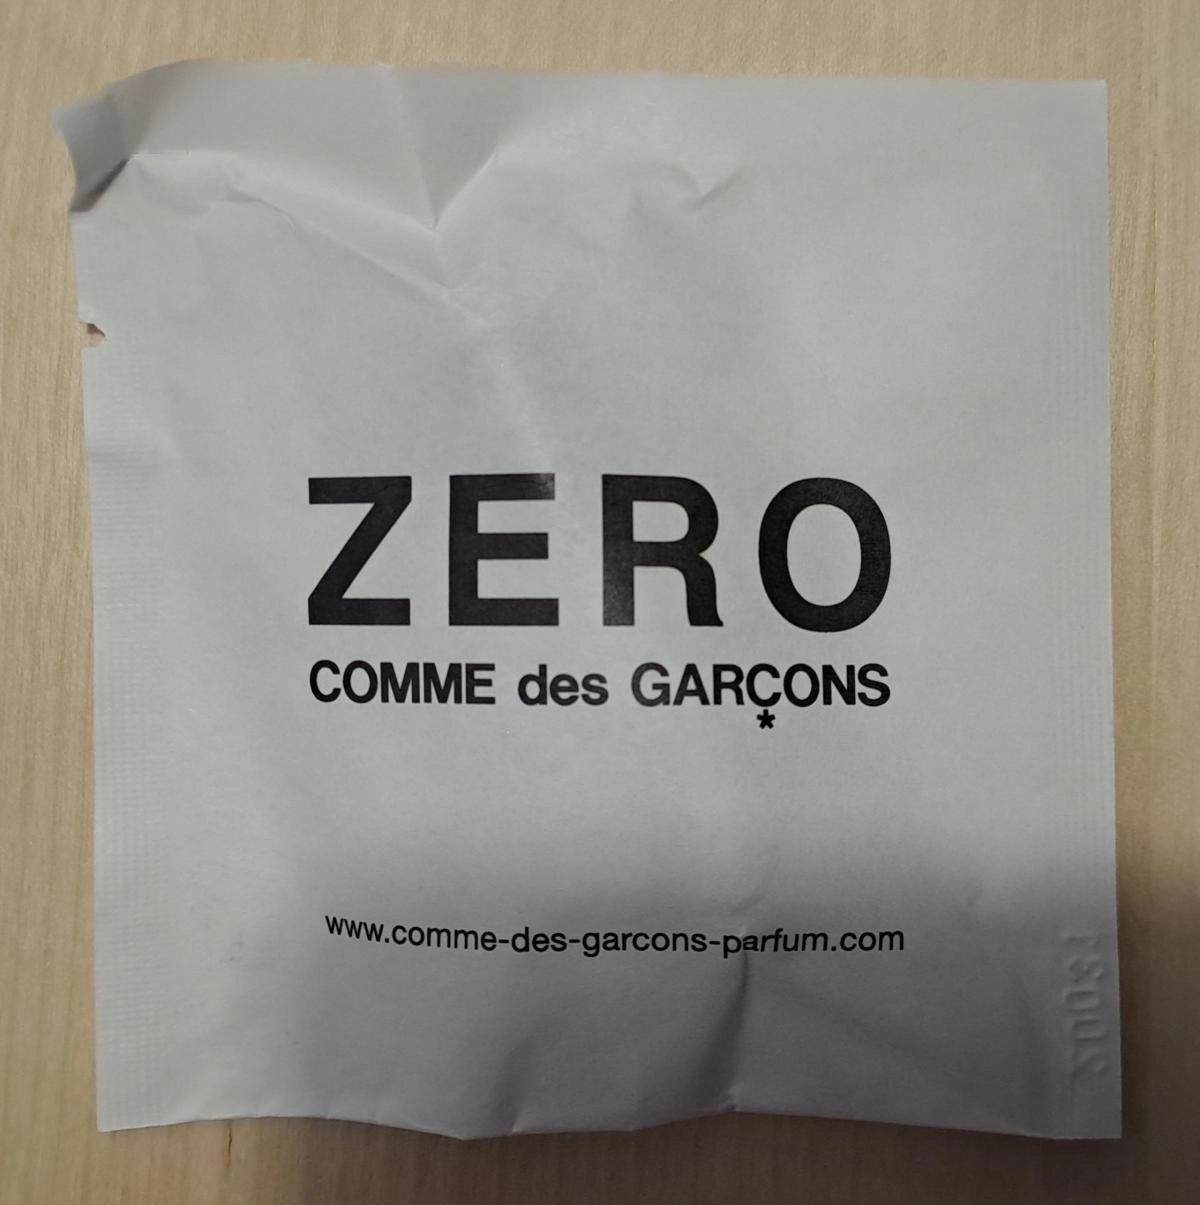 ZERO
COMME des GARÇONS
*
www.comme-des-garcons-parfum.com